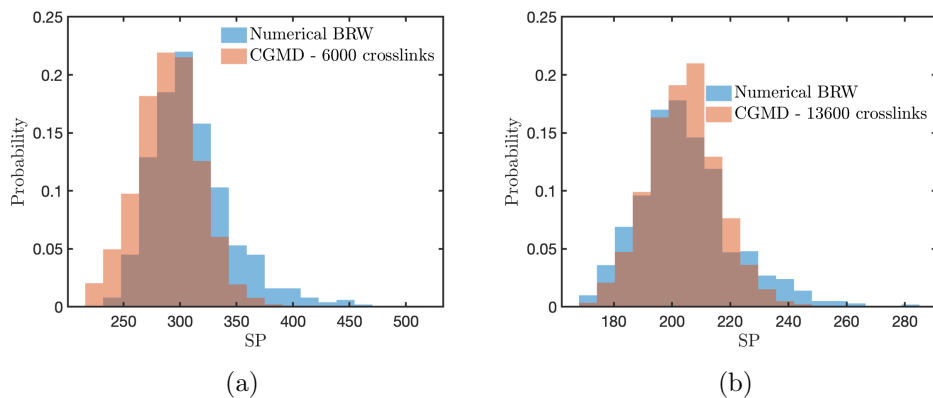 0.25
0.2
0.15
0.1
0.05
0
Probability
250 300 350 400 450 500
SP
Numerical BRW
CGMD - 6000 crosslinks
(a)
0.25
0.2
0.15
0.1
0.05
0
Probability
180 200 220 240 260 280
SP
Numerical BRW
CGMD - 13600 crosslinks
(b)